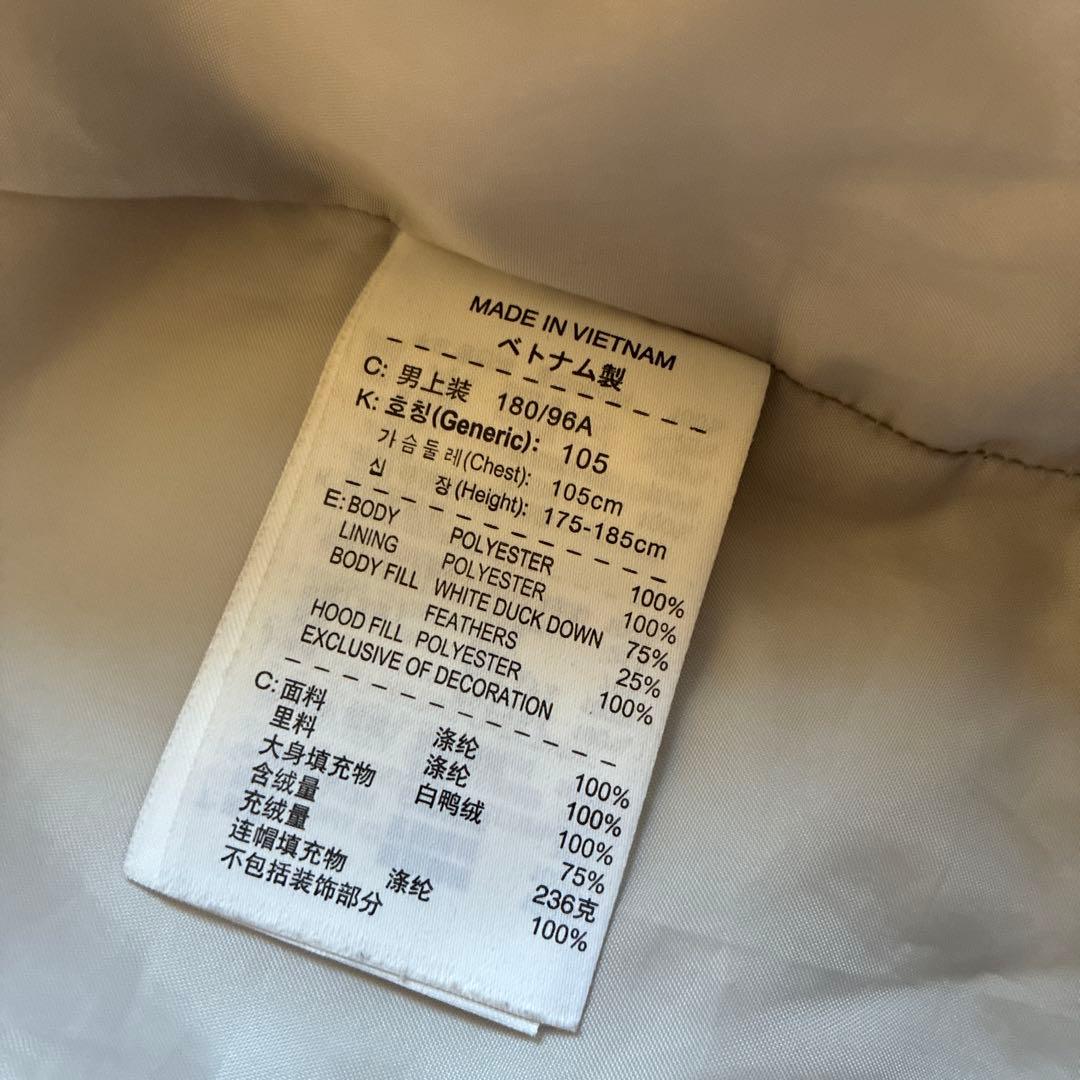 MADE IN VIETNAM
ベトナム製
C: 男上装 180/96A
K: 호칭(Generic): 105
가슴둘레(Chest): 105cm
신 장(Height): 175-185cm
E: BODY POLYESTER 100%
LINING POLYESTER 100%
BODY FILL WHITE DUCK DOWN 75%
FEATHERS 25%
HOOD FILL POLYESTER 100%
EXCLUSIVE OF DECORATION
C: 面料 涤纶 100%
里料 涤纶 100%
大身填充物 白鸭绒 100%
含绒量 75%
充绒量 236克
连帽填充物 涤纶 100%
不包括装饰部分